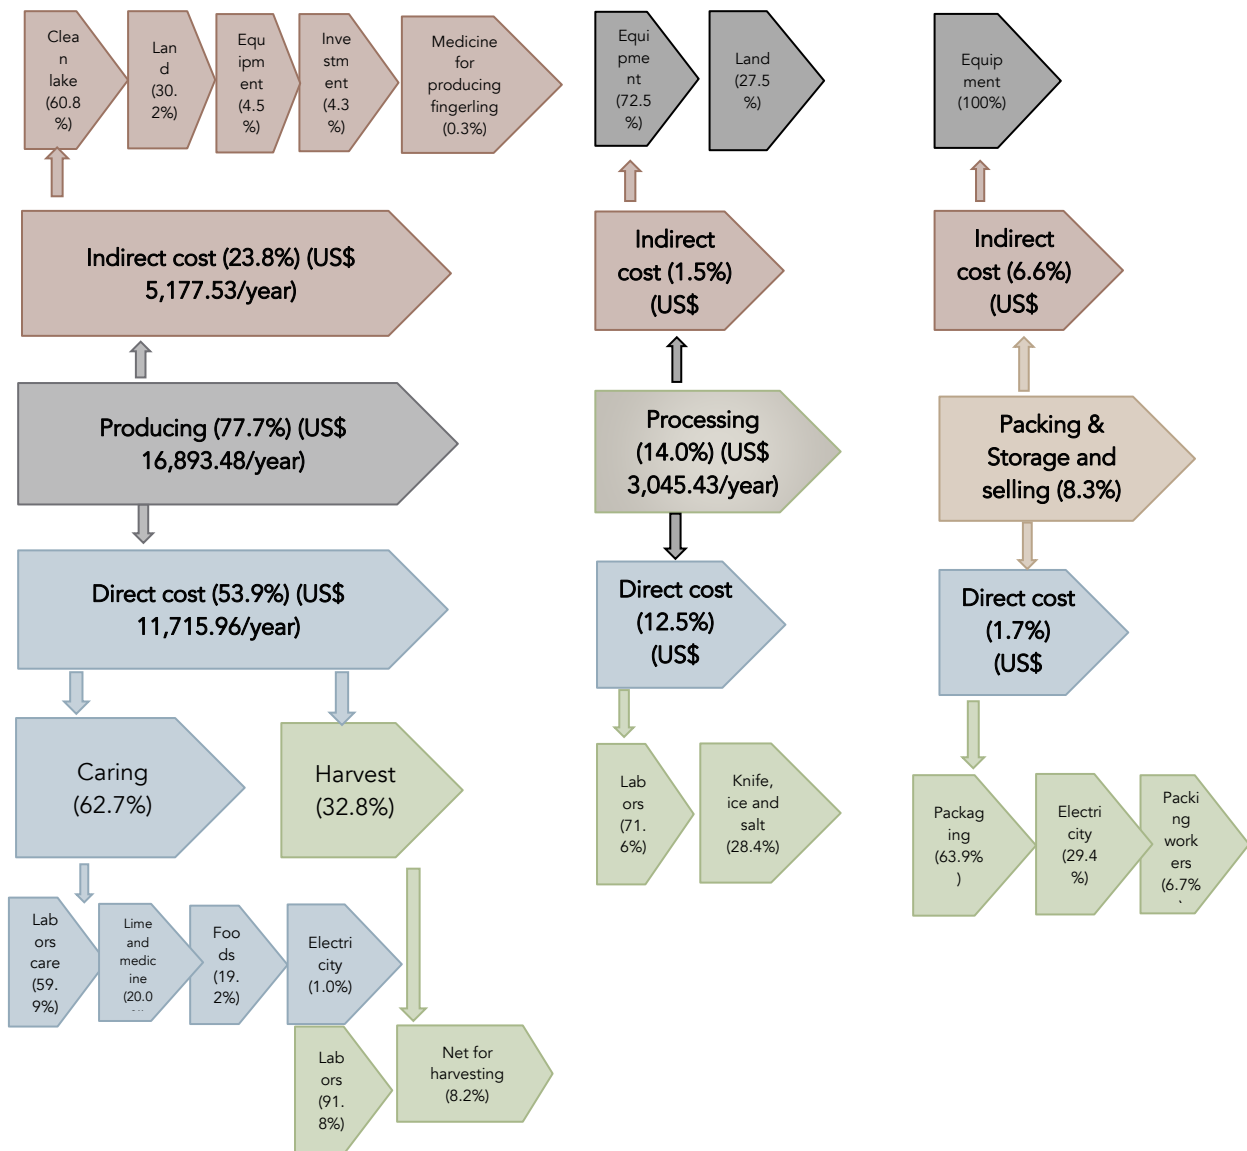 Clea
n
lake
(60.8
%)
Lan
d
(30.
2%)
Equ
ipm
ent
(4.5
%)
Inve
stm
ent
(4.3
%)
Medicine
for
producing
fingerling
(0.3%)
Equi
pme
nt
(72.5
%)
Land
(27.5
%)
Equip
ment
(100%)
Indirect cost (23.8%) (US$
5,177.53/year)
Indirect
cost (1.5%)
(US$
Indirect
cost (6.6%)
(US$
Producing (77.7%) (US$
16,893.48/year)
Processing
(14.0%) (US$
3,045.43/year)
Packing &
Storage and
selling (8.3%)
Direct cost (53.9%) (US$
11,715.96/year)
Direct cost
(12.5%)
(US$
Direct cost
(1.7%)
(US$
Caring
(62.7%)
Harvest
(32.8%)
Lab
ors
(71.
6%)
Knife,
ice and
salt
(28.4%)
Packag
ing
(63.9%
)
Electri
city
(29.4
%)
Packi
ng
work
ers
(6.7%
Lab
ors
care
(59.
9%)
Lime
and
medic
ine
(20.0
Foo
ds
(19.
2%)
Electri
city
(1.0%)
Lab
ors
(91.
8%)
Net for
harvesting
(8.2%)